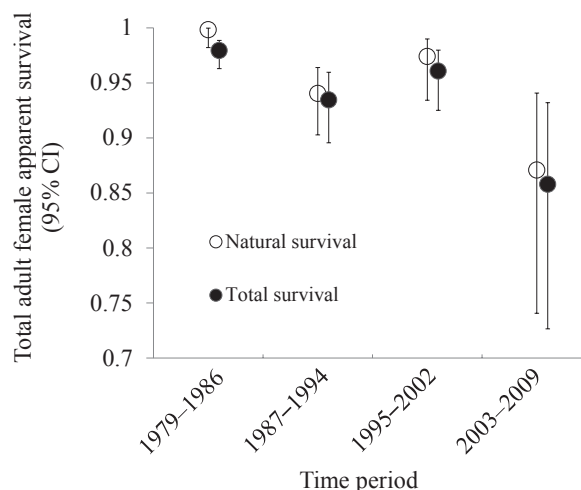 Total adult female apparent survival
(95% CI)
1
0.95
0.9
0.85
0.8
0.75
0.7
Natural survival
Total survival
1979–1986
1987–1994
1995–2002
2003–2009
Time period